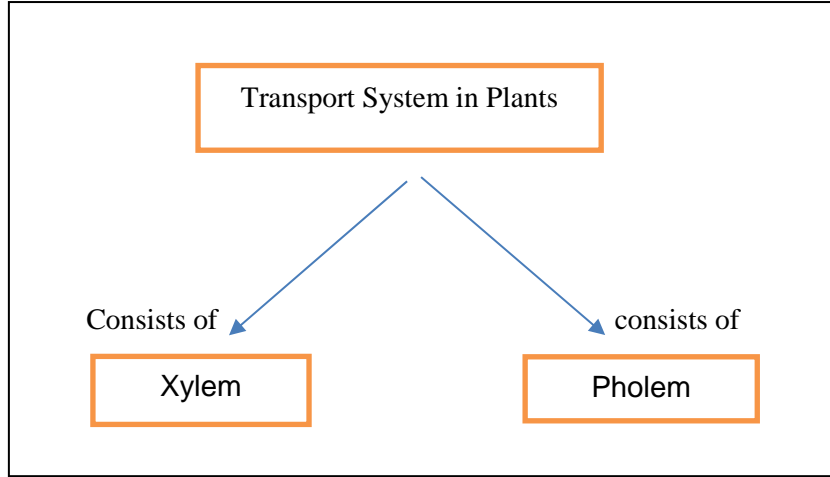 Transport System in Plants
Consists of
consists of
Xylem
Pholem